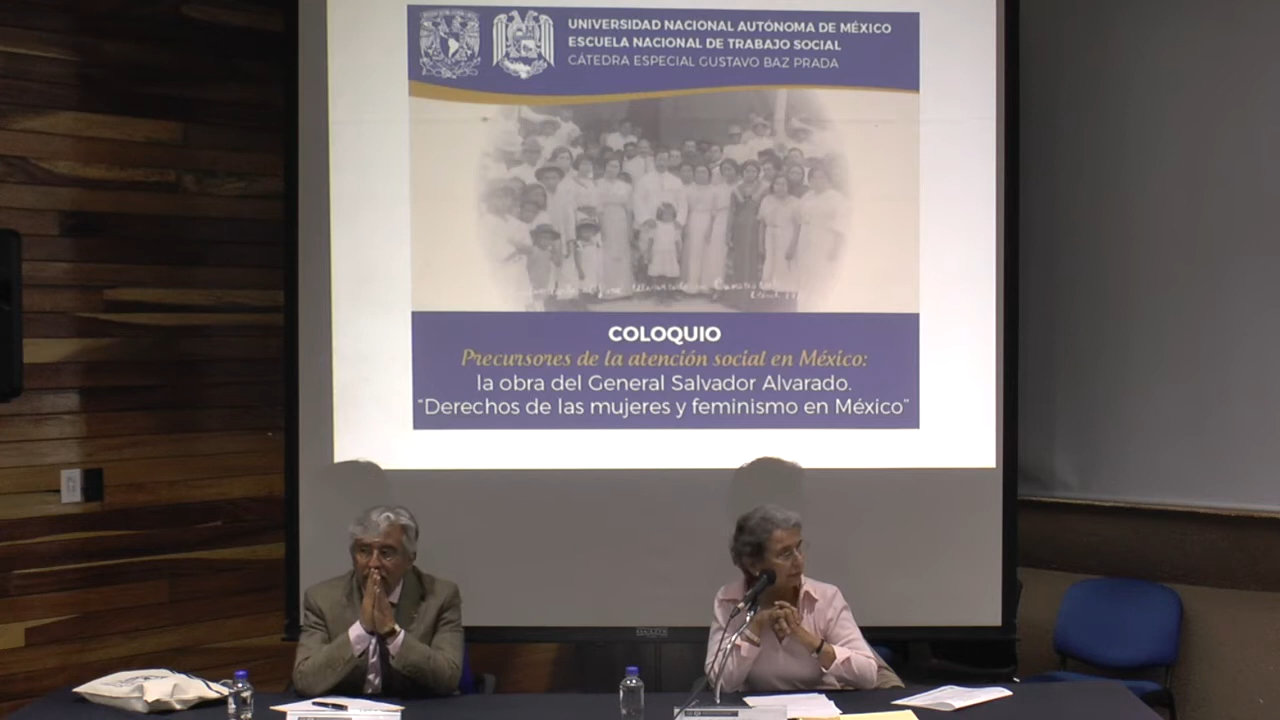 UNIVERSIDAD NACIONAL AUTÓNOMA DE MÉXICO
ESCUELA NACIONAL DE TRABAJO SOCIAL
CÁTEDRA ESPECIAL GUSTAVO BAZ PRADA
COLOQUIO
Precursores de la atención social en México:
la obra del General Salvador Alvarado.
“Derechos de las mujeres y feminismo en México”